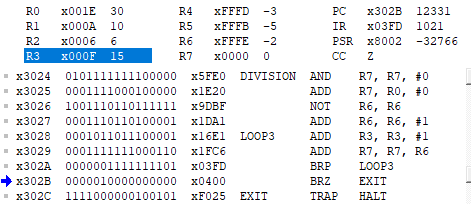 R0 x001E 30 R4 xFFFD -3 PC x302B 12331
R1 x000A 10 R5 xFFFB -5 IR x03FD 1021
R2 x0006 6 R6 xFFFE -2 PSR x8002 -32766
R3 x000F 15 R7 x0000 0 CC Z
x3024 0101111111100000 x5FE0 DIVISION AND R7, R7, #0
x3025 0001111000100000 x1E20 ADD R7, R0, #0
x3026 1001110110111111 x9DBF NOT R6, R6
x3027 0001110110100001 x1DA1 ADD R6, R6, #1
x3028 0001011011100001 x16E1 LOOP3 ADD R3, R3, #1
x3029 0001111111000110 x1FC6 ADD R7, R7, R6
x302A 0000001111111101 x03FD BRP LOOP3
x302B 0000010000000000 x0400 BRZ EXIT
x302C 1111000000100101 xF025 EXIT TRAP HALT